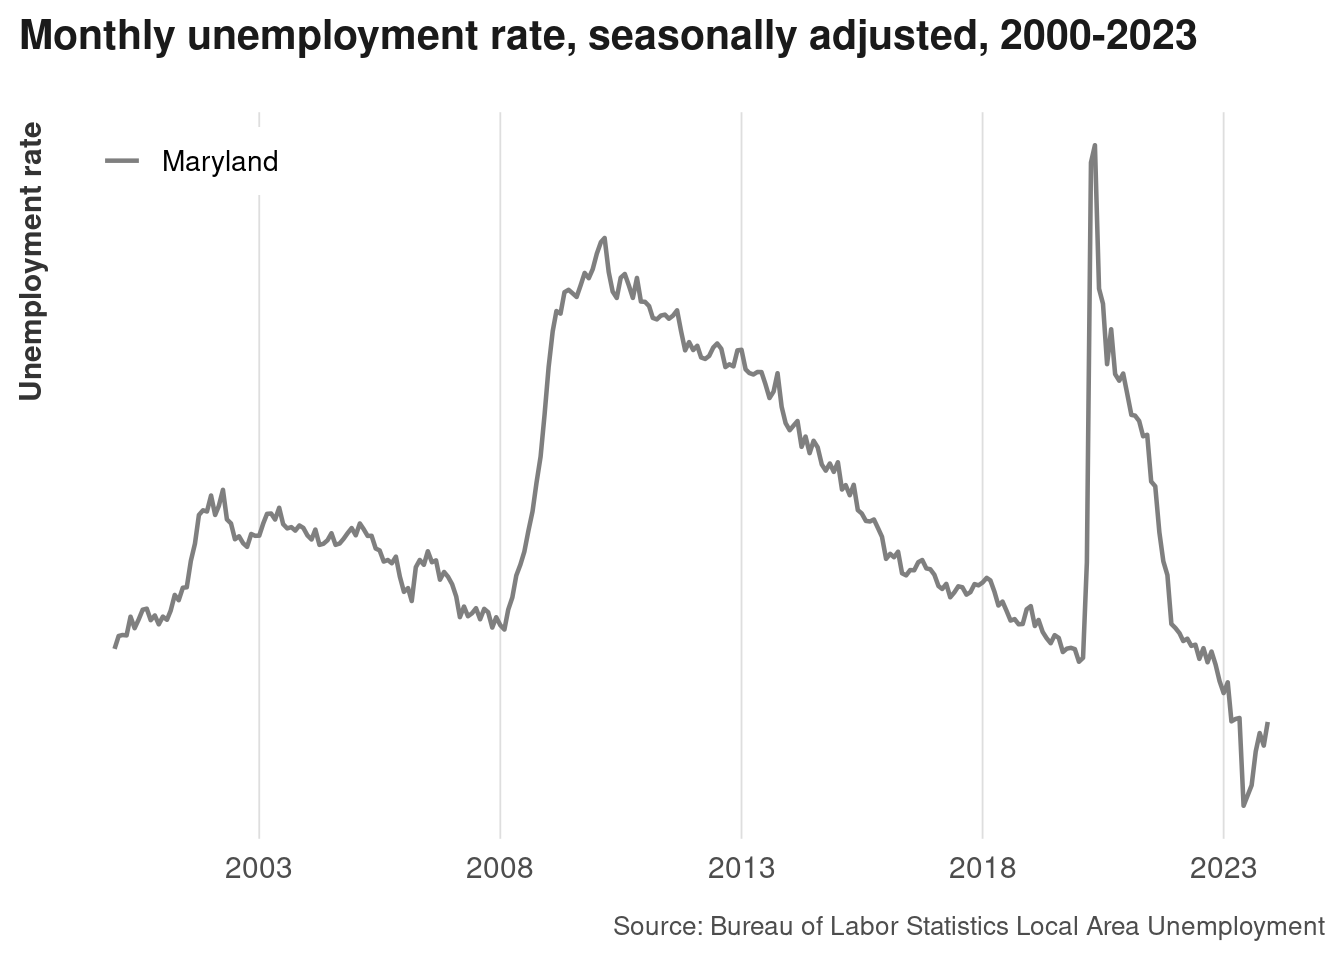 Monthly unemployment rate, seasonally adjusted, 2000-2023
Unemployment rate
Maryland
2003 2008 2013 2018 2023
Source: Bureau of Labor Statistics Local Area Unemployment